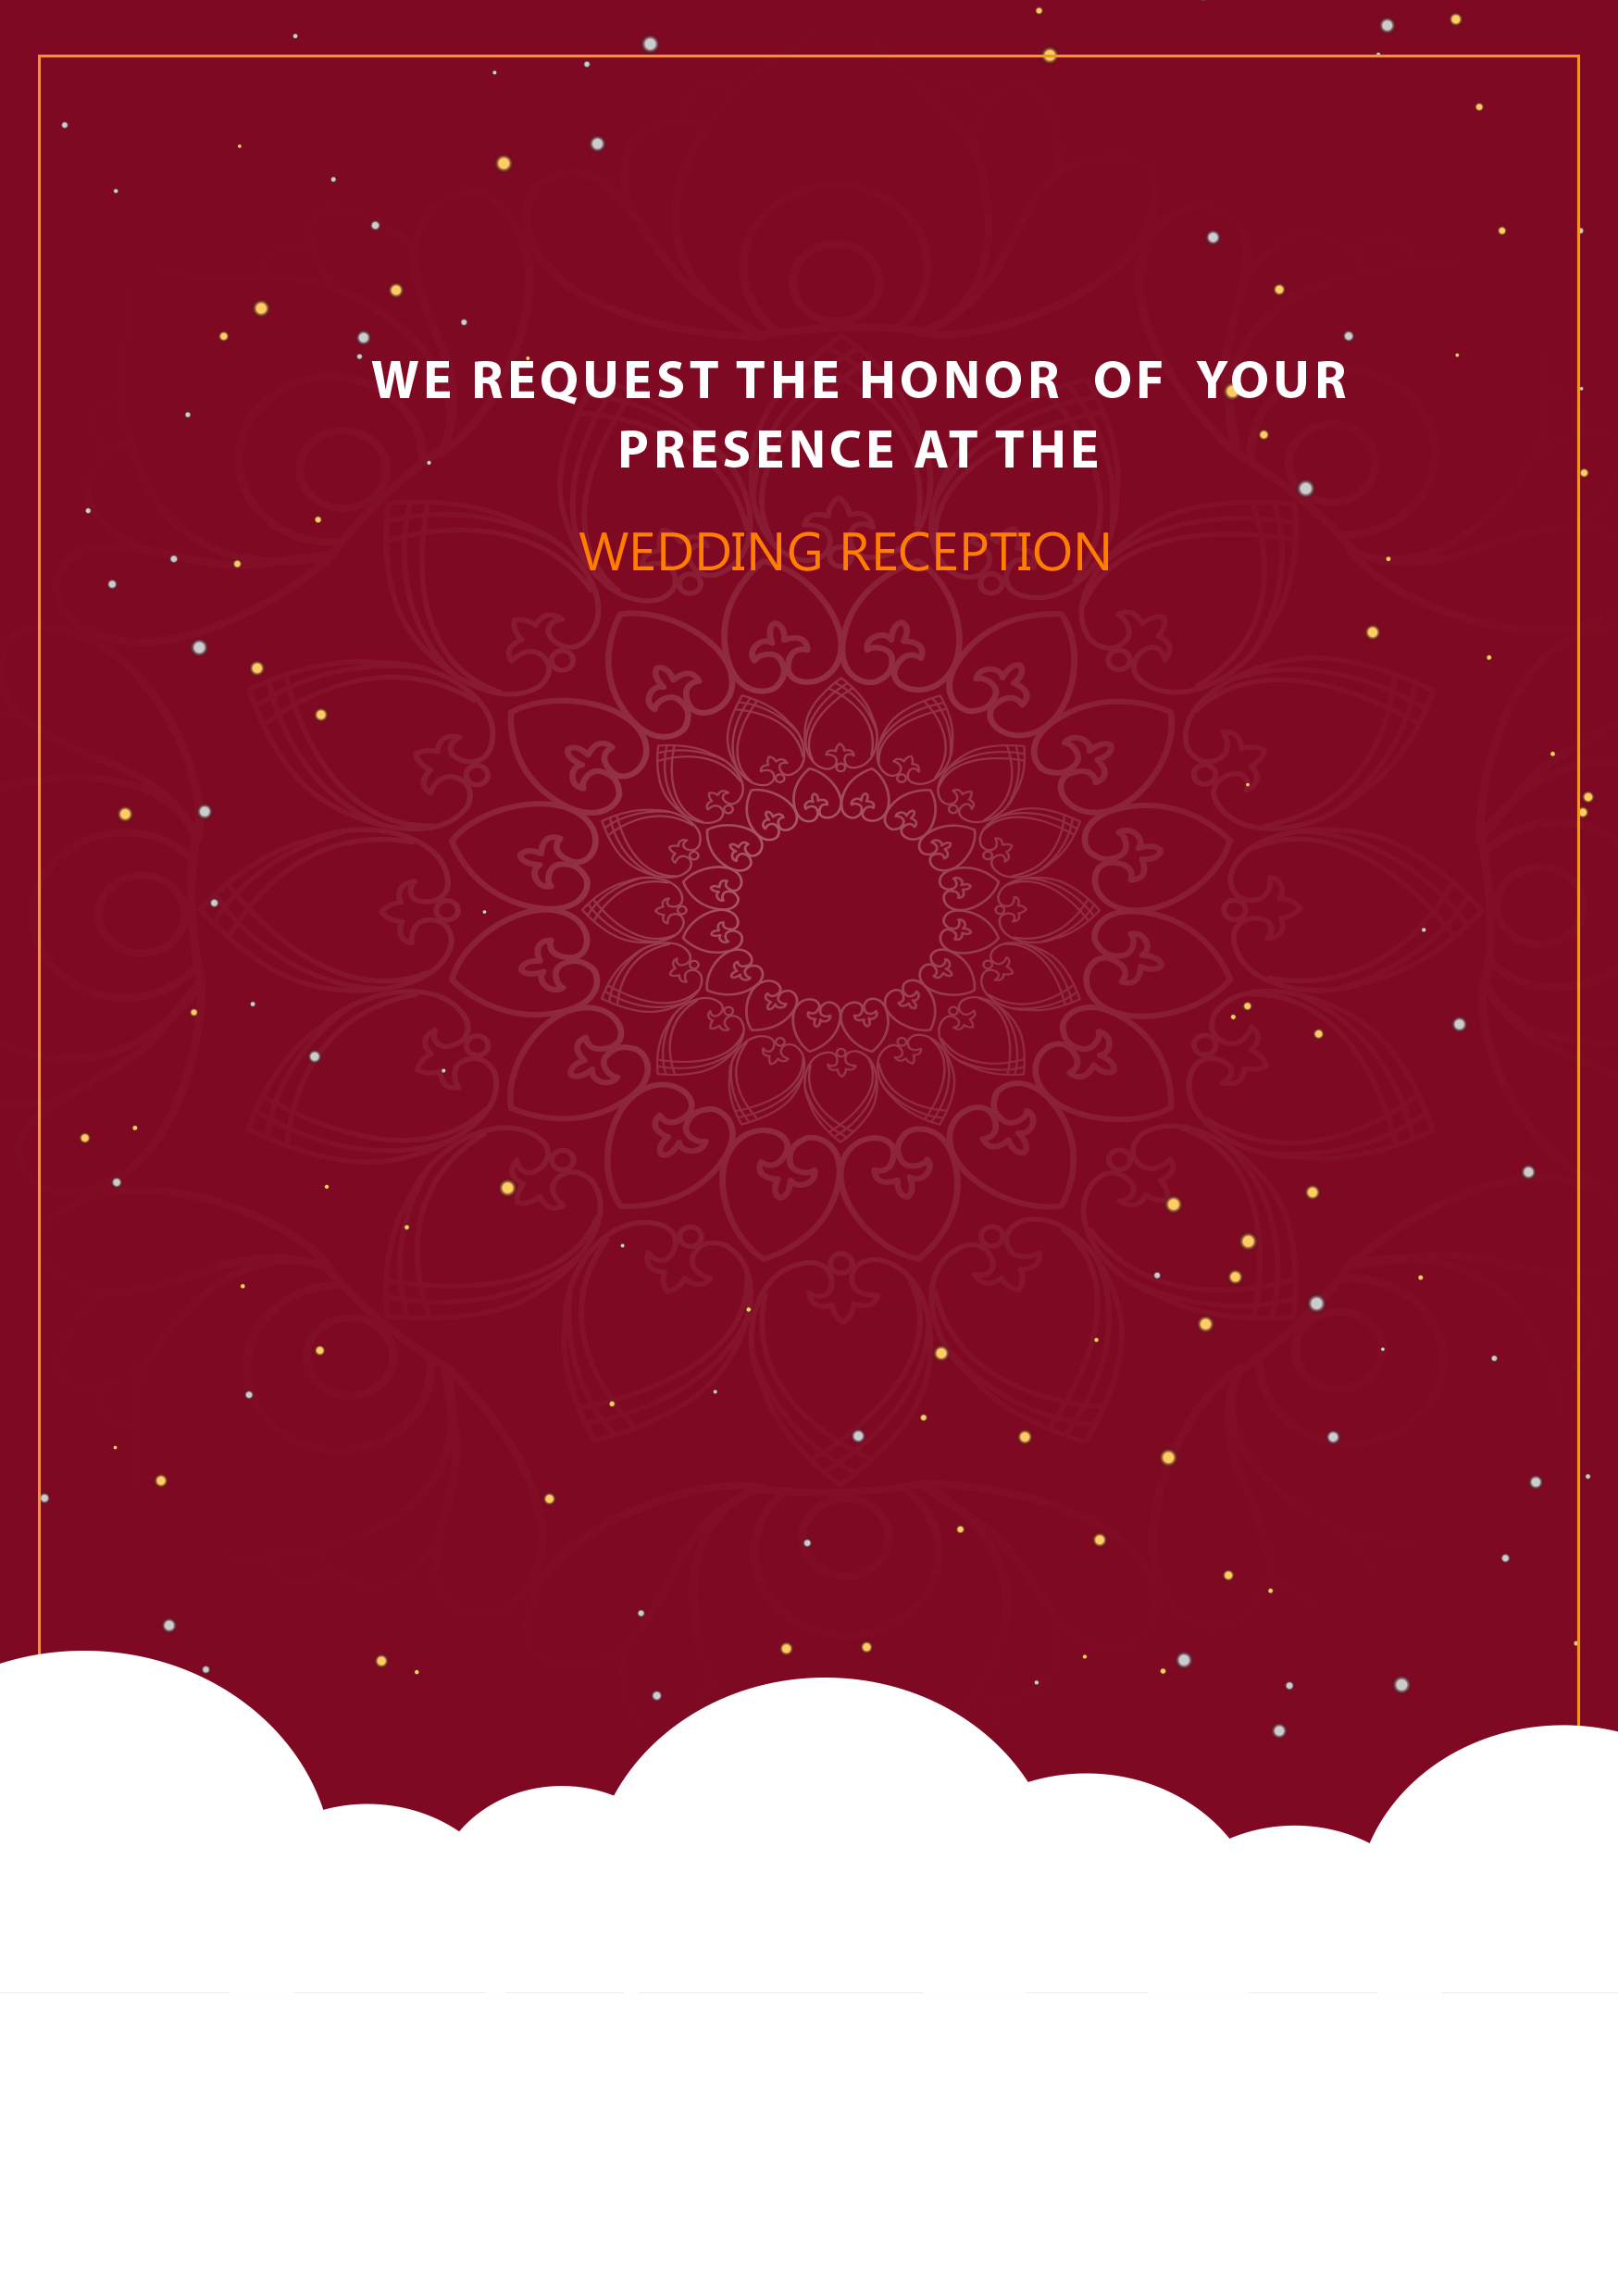 WE REQUEST THE HONOR OF YOUR
PRESENCE AT THE
WEDDING RECEPTION